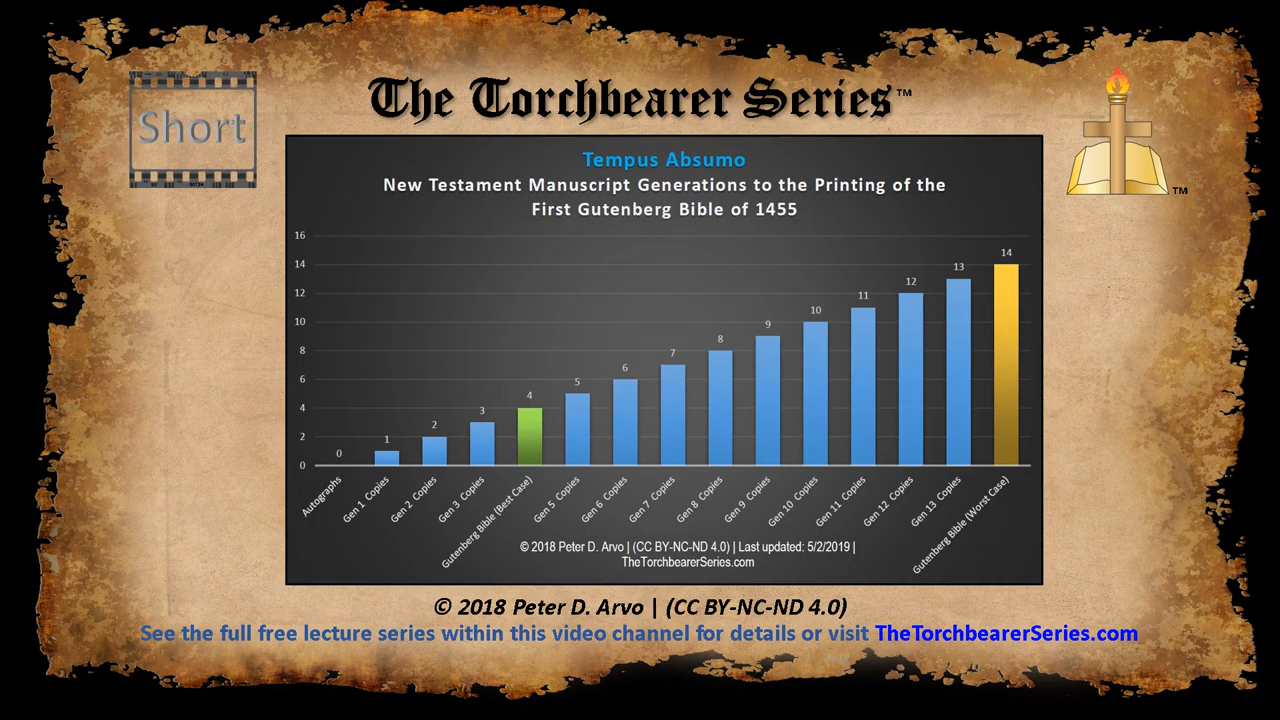 Short
The Torchbearer Series™
™
Tempus Absumo
New Testament Manuscript Generations to the Printing of the
First Gutenberg Bible of 1455
16
14
12
10
8
6
4
2
0
0
1
2
3
4
5
6
7
8
9
10
11
12
13
14
Autographs
Gen 1 Copies
Gen 2 Copies
Gen 3 Copies
Gutenberg Bible (Best Case)
Gen 5 Copies
Gen 6 Copies
Gen 7 Copies
Gen 8 Copies
Gen 9 Copies
Gen 10 Copies
Gen 11 Copies
Gen 12 Copies
Gen 13 Copies
Gutenberg Bible (Worst Case)
© 2018 Peter D. Arvo | (CC BY-NC-ND 4.0) | Last updated: 5/2/2019 |
TheTorchbearerSeries.com
© 2018 Peter D. Arvo | (CC BY-NC-ND 4.0)
See the full free lecture series within this video channel for details or visit TheTorchbearerSeries.com